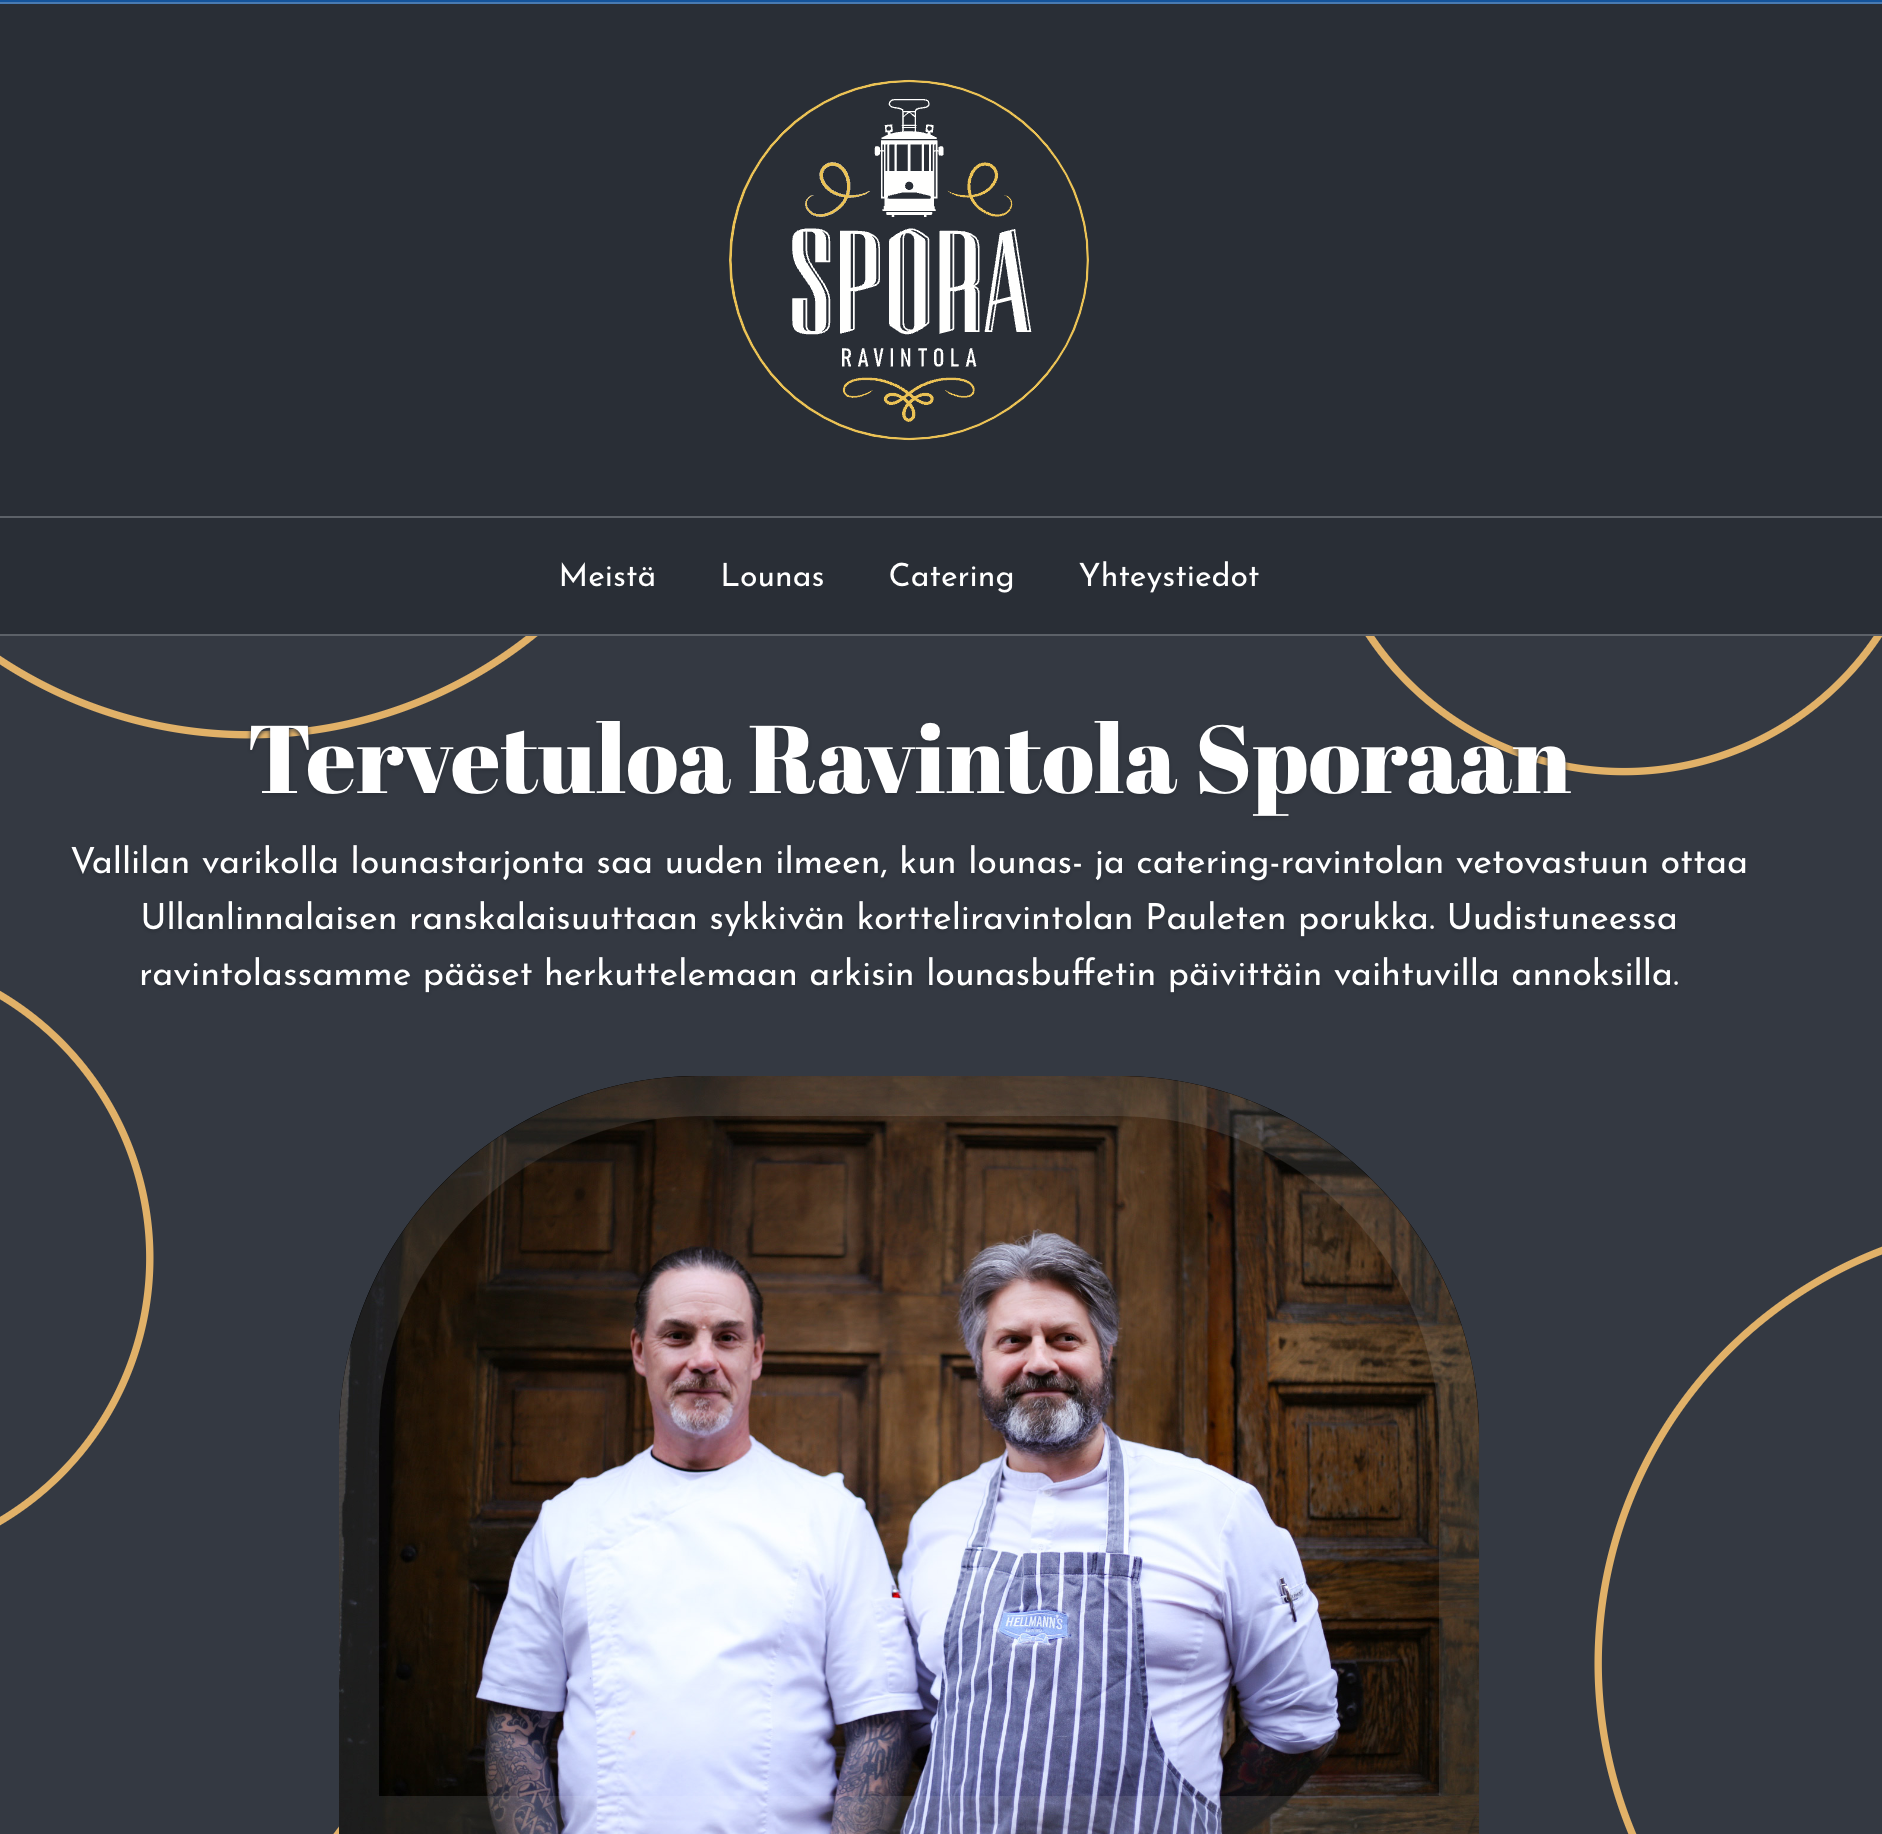 SPORA
RAVINTOLA
Meistä Lounas Catering Yhteystiedot
Tervetuloa Ravintola Sporaan
Vallilan varikolla lounastarjonta saa uuden ilmeen, kun lounas- ja catering-ravintolan vetovastuun ottaa
Ullanlinnalaisen ranskalaisuuttaan sykkivän kortteliravintolan Pauleten porukka. Uudistuneessa
ravintolassamme pääset herkuttelemaan arkisin lounasbuffetin päivittäin vaihtuvilla annoksilla.
HELLMANN'S